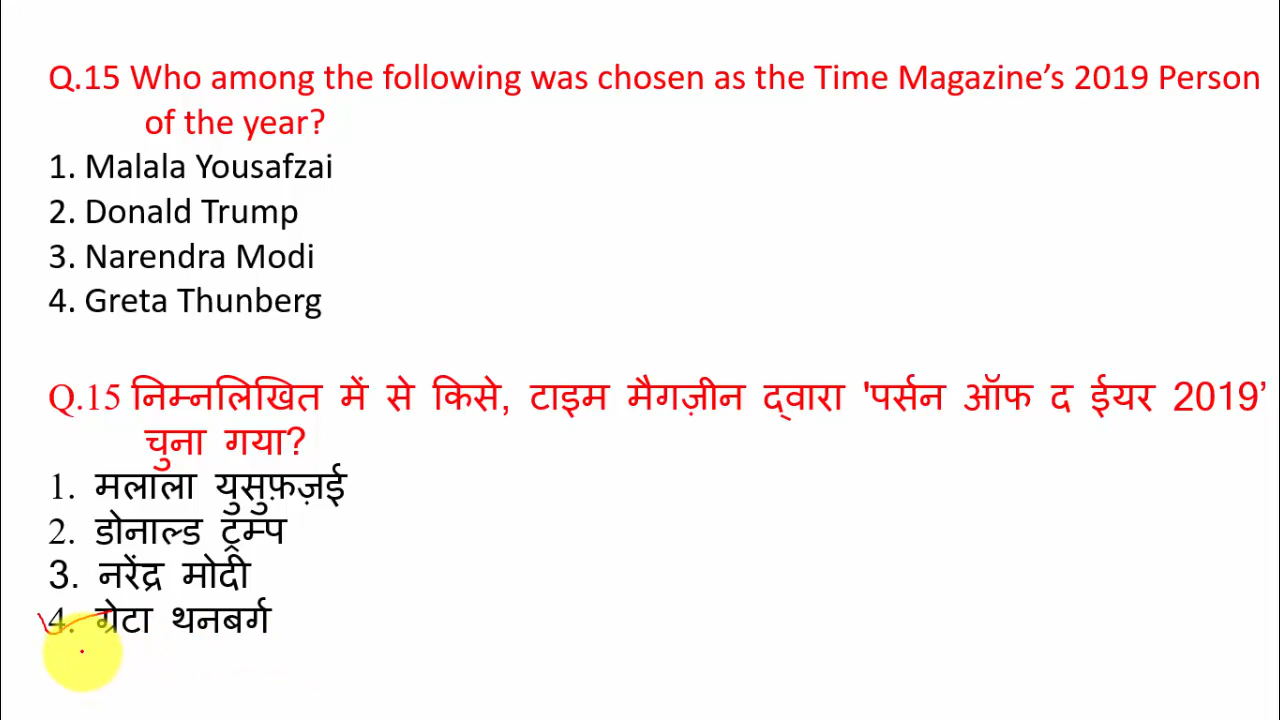 Q.15 Who among the following was chosen as the Time Magazine’s 2019 Person
of the year?
1. Malala Yousafzai
2. Donald Trump
3. Narendra Modi
4. Greta Thunberg
Q.15 निम्नलिखित में से किसे, टाइम मैगज़ीन द्वारा 'पर्सन ऑफ द ईयर 2019’
चुना गया?
1. मलाला युसुफ़ज़ई
2. डोनाल्ड ट्रम्प
3. नरेंद्र मोदी
4. ग्रेटा थनबर्ग